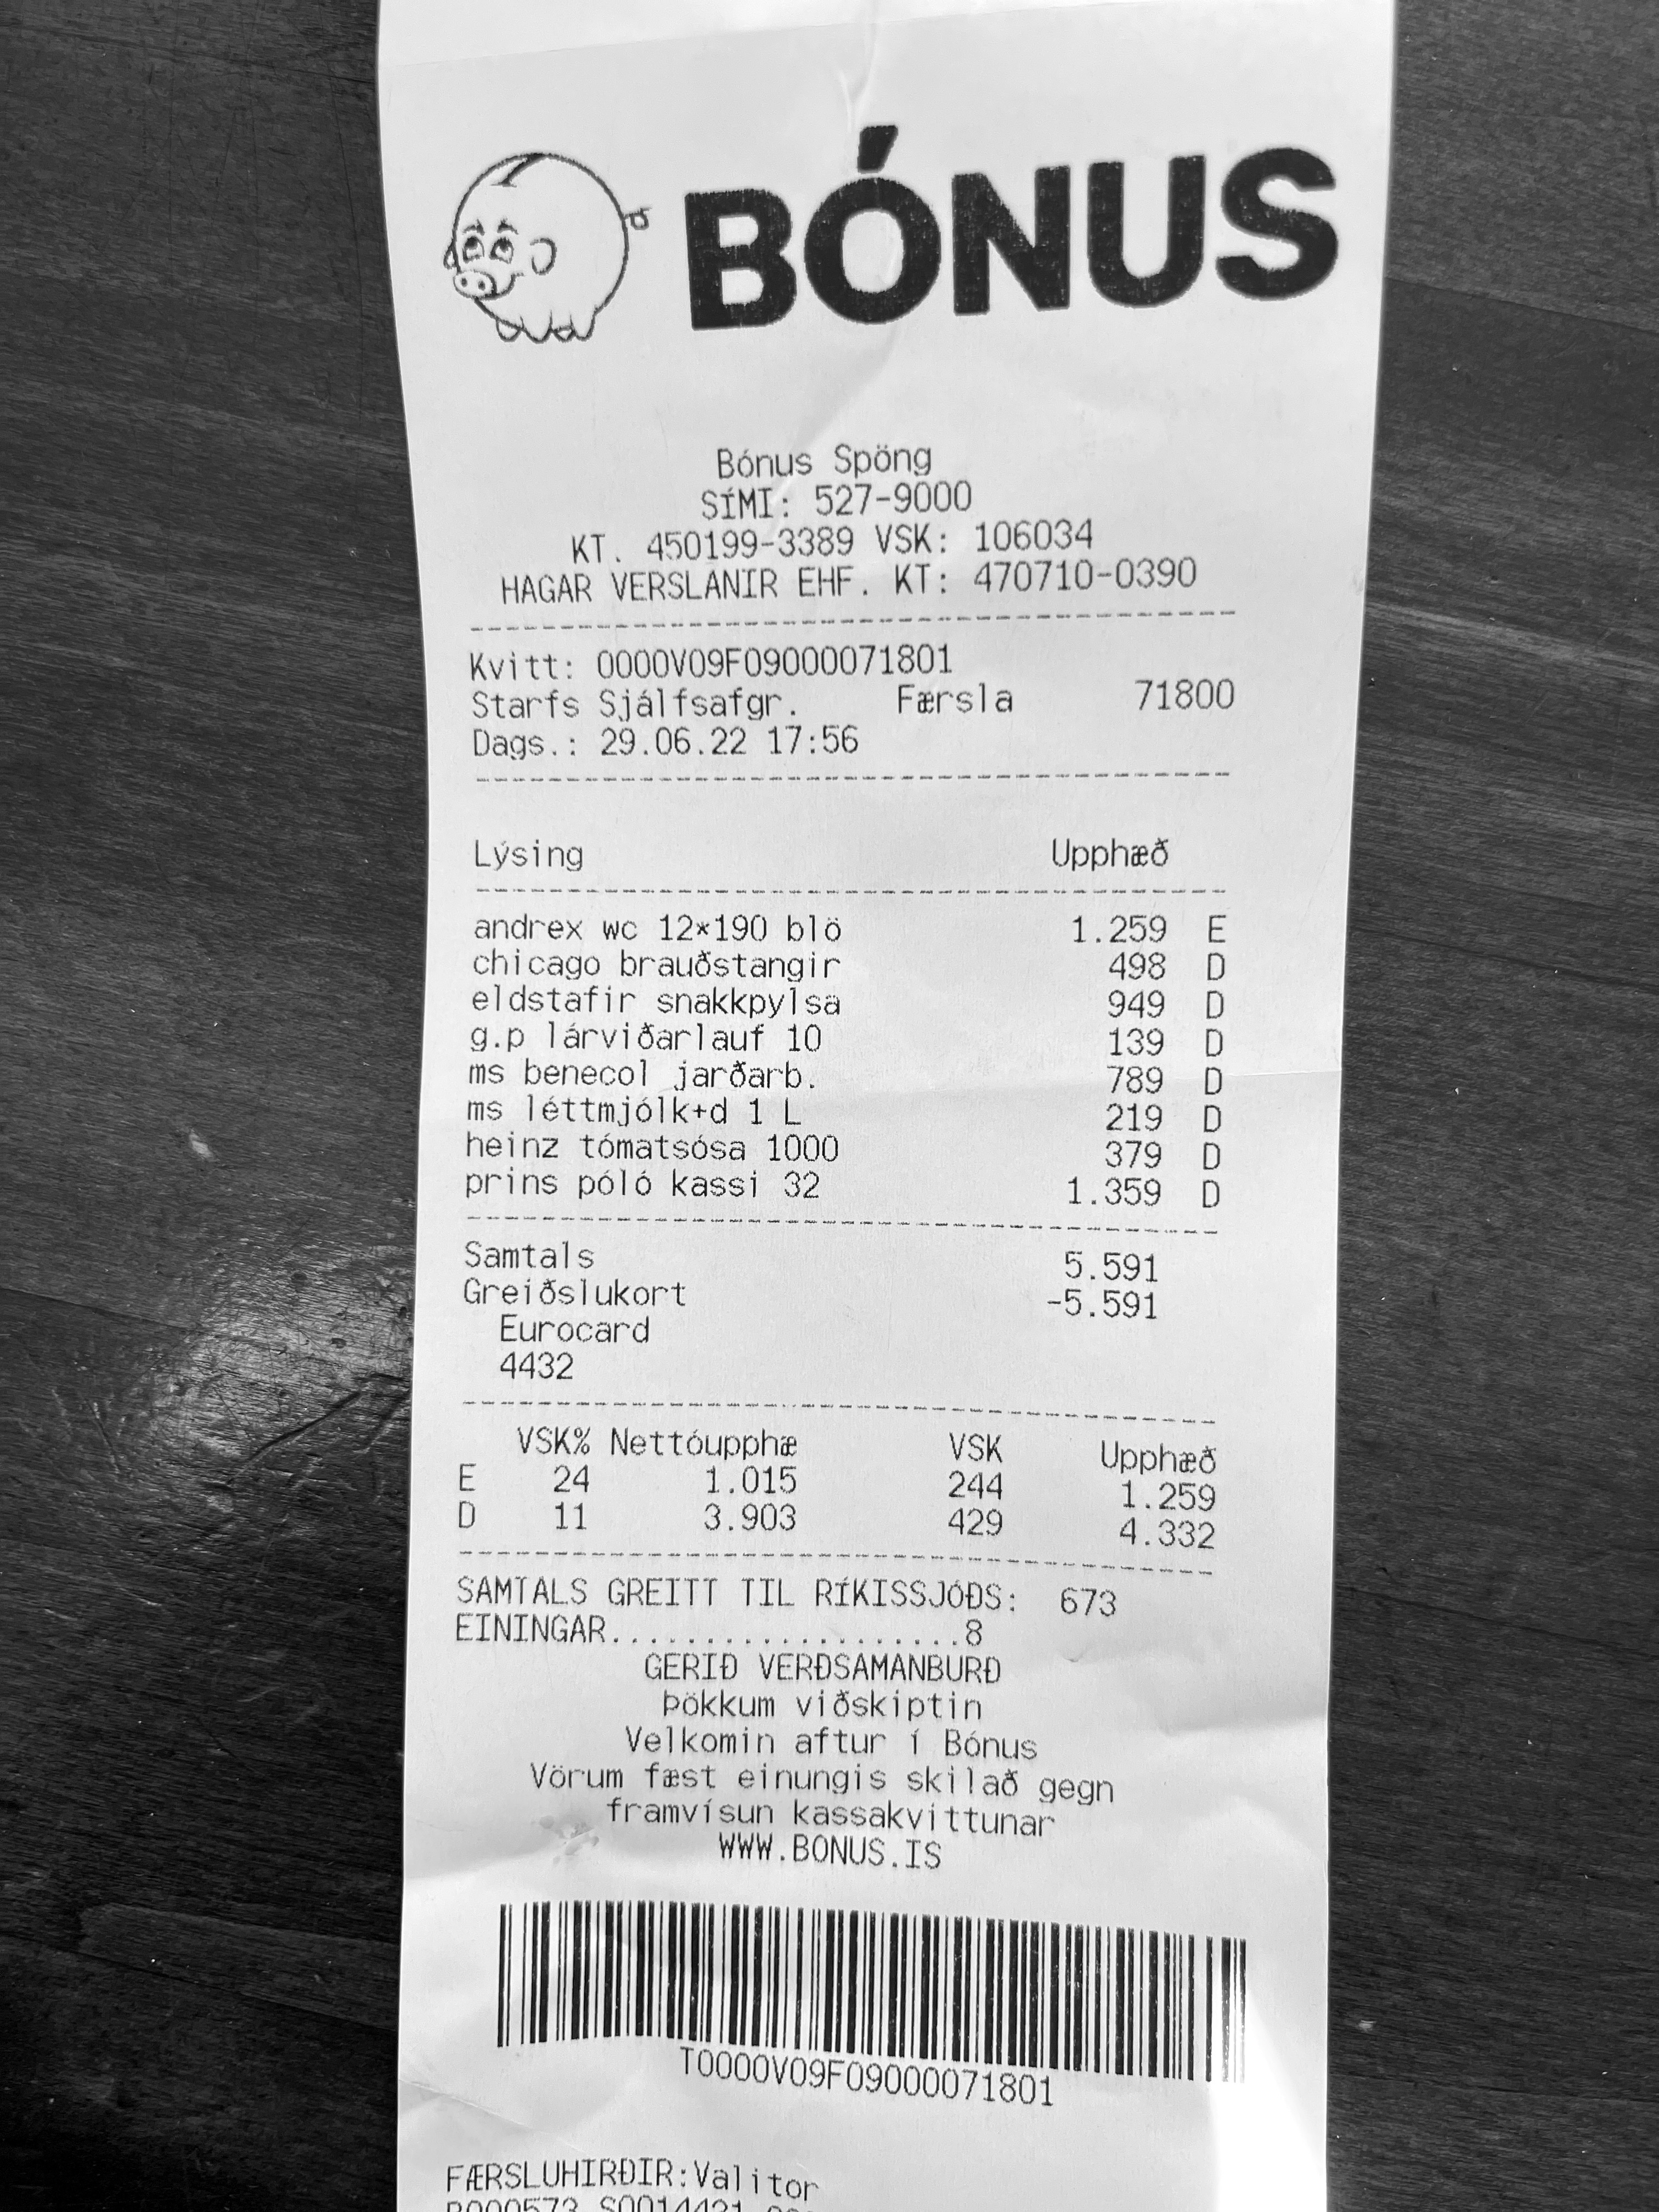 BÓNUS
Bónus Spöng
SÍMI: 527-9000
KT. 450199-3389 VSK: 106034
HAGAR VERSLANIR EHF. KT: 470710-0390
Kvitt: 0000V09F09000071801
Starfs Sjálfsafgr. Færsla 71800
Dags.: 29.06.22 17:56
Lýsing Upphæð
andrex wc 12*190 blö 1.259 E
chicago brauðstangir 498 D
eldstafir snakkpylsa 949 D
g.p lárviðarlauf 10 139 D
ms benecol jarðarb. 789 D
ms léttmjólk+d 1 L 219 D
heinz tómatsósa 1000 379 D
prins póló kassi 32 1.359 D
Samtals 5.591
Greiðslukort -5.591
Eurocard
4432
VSK% Nettóupphæ VSK Upphæð
E 24 1.015 244 1.259
D 11 3.903 429 4.332
SAMTALS GREITT TIL RÍKISSJÓÐS: 673
EININGAR...................8
GERIÐ VERÐSAMANBURÐ
Þökkum viðskiptin
Velkomin aftur í Bónus
Vörum fæst einungis skilað gegn
framvísun kassakvittunar
WWW.BONUS.IS
T0000V09F09000071801
FÆRSLUHIRÐIR:Valitor